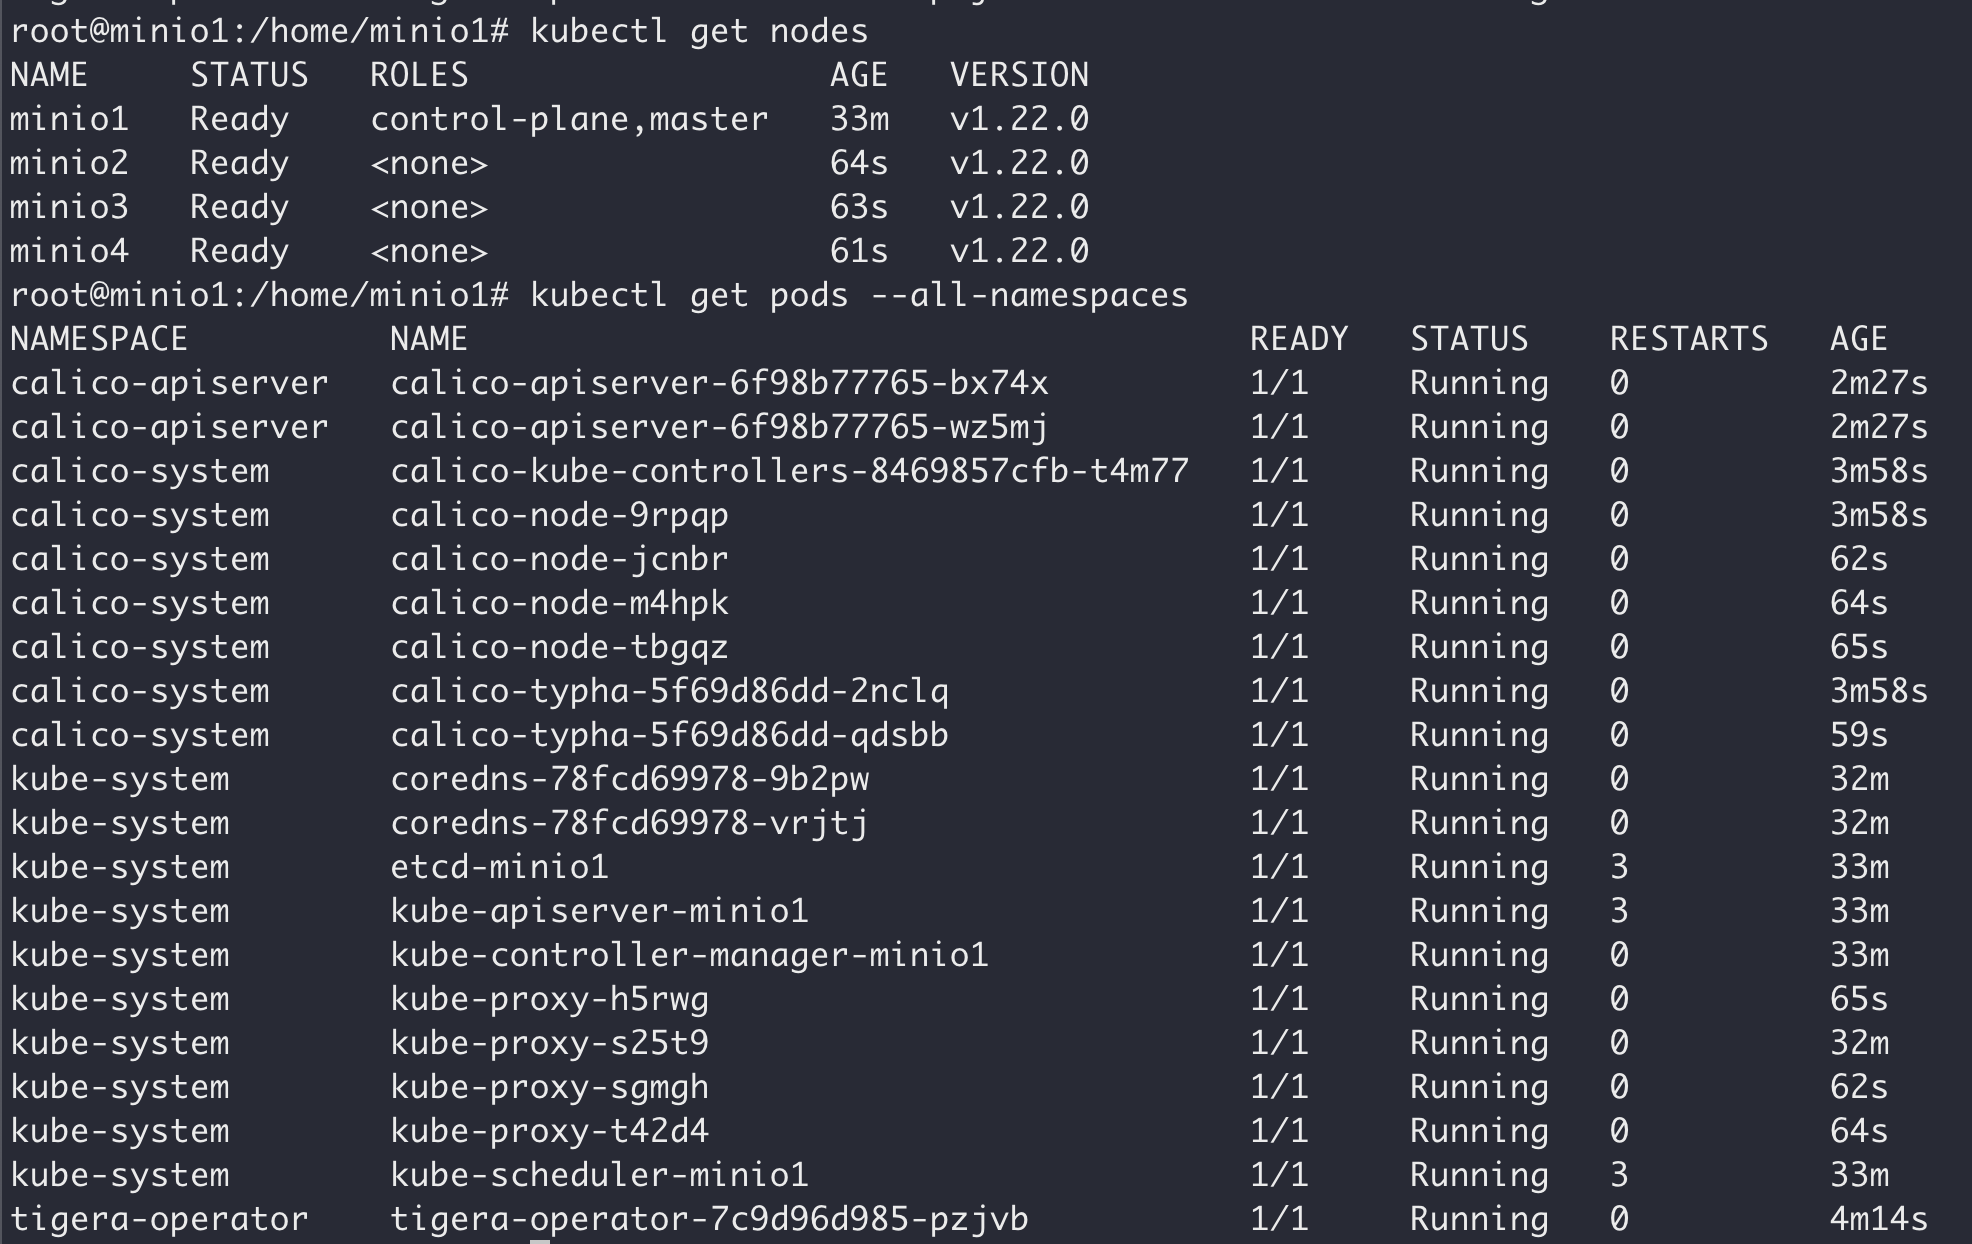 root@minio1:/home/minio1# kubectl get nodes
NAME     STATUS   ROLES                  AGE   VERSION
minio1   Ready    control-plane,master   33m   v1.22.0
minio2   Ready    <none>                 64s   v1.22.0
minio3   Ready    <none>                 63s   v1.22.0
minio4   Ready    <none>                 61s   v1.22.0
root@minio1:/home/minio1# kubectl get pods --all-namespaces
NAMESPACE          NAME                                       READY   STATUS    RESTARTS   AGE
calico-apiserver   calico-apiserver-6f98b77765-bx74x          1/1     Running   0          2m27s
calico-apiserver   calico-apiserver-6f98b77765-wz5mj          1/1     Running   0          2m27s
calico-system      calico-kube-controllers-8469857cfb-t4m77   1/1     Running   0          3m58s
calico-system      calico-node-9rpqp                          1/1     Running   0          3m58s
calico-system      calico-node-jcnbr                          1/1     Running   0          62s
calico-system      calico-node-m4hpk                          1/1     Running   0          64s
calico-system      calico-node-tbgqz                          1/1     Running   0          65s
calico-system      calico-typha-5f69d86dd-2nclq               1/1     Running   0          3m58s
calico-system      calico-typha-5f69d86dd-qdsbb               1/1     Running   0          59s
kube-system        coredns-78fcd69978-9b2pw                   1/1     Running   0          32m
kube-system        coredns-78fcd69978-vrjtj                   1/1     Running   0          32m
kube-system        etcd-minio1                                1/1     Running   3          33m
kube-system        kube-apiserver-minio1                      1/1     Running   3          33m
kube-system        kube-controller-manager-minio1             1/1     Running   0          33m
kube-system        kube-proxy-h5rwg                           1/1     Running   0          65s
kube-system        kube-proxy-s25t9                           1/1     Running   0          32m
kube-system        kube-proxy-sgmgh                           1/1     Running   0          62s
kube-system        kube-proxy-t42d4                           1/1     Running   0          64s
kube-system        kube-scheduler-minio1                      1/1     Running   3          33m
tigera-operator    tigera-operator-7c9d96d985-pzjvb           1/1     Running   0          4m14s